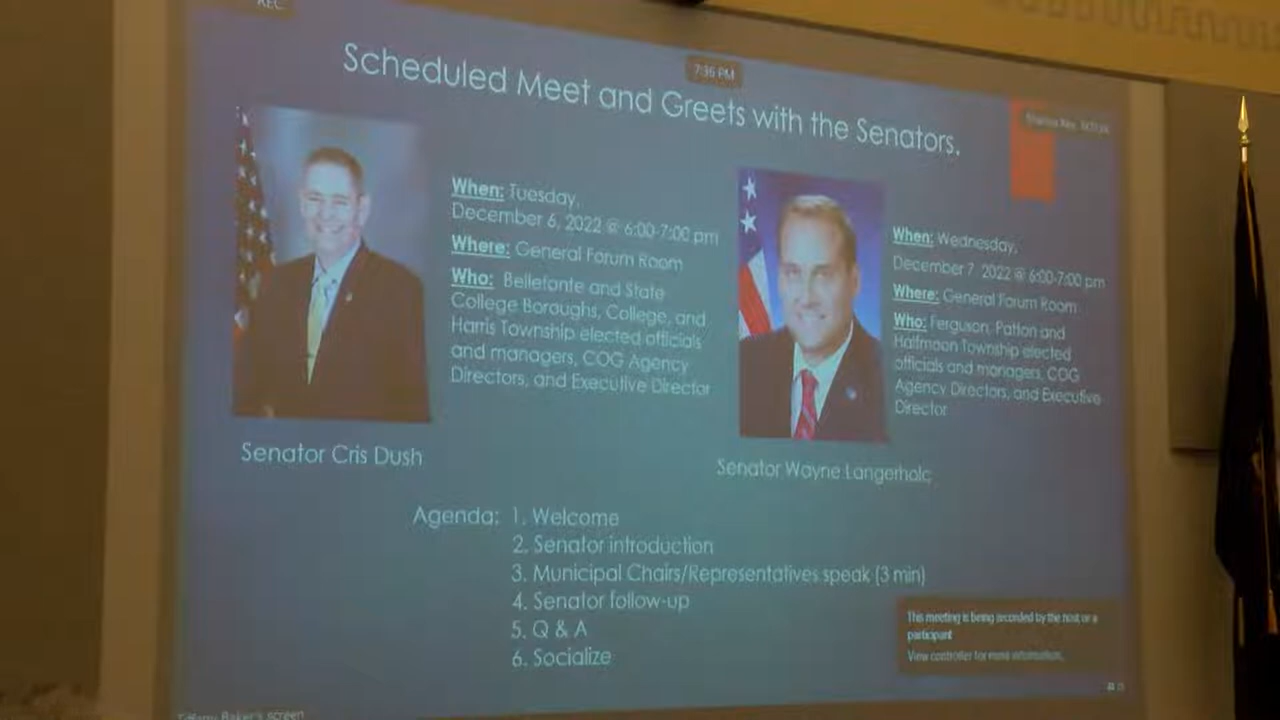 REC
7:36 PM
Scheduled Meet and Greets with the Senators.
When: Tuesday,
December 6, 2022 @ 6:00-7:00 pm
Where: General Forum Room
Who: Bellefonte and State
College Boroughs, College, and
Harris Township elected officials
and managers, COG Agency
Directors, and Executive Director
Senator Cris Dush
When: Wednesday,
December 7 2022 @ 6:00-7:00 pm
Where: General Forum Room
Who: Ferguson, Patton and
Halfmoon Township elected
officials and managers, COG
Agency Directors, and Executive
Director
Senator Wayne Langerholc
Agenda: 1. Welcome
2. Senator introduction
3. Municipal Chairs/Representatives speak (3 min)
4. Senator follow-up
5. Q & A
6. Socialize
This meeting is being recorded by the host or a
participant
View controller for more information.
Tiffany Baker's screen